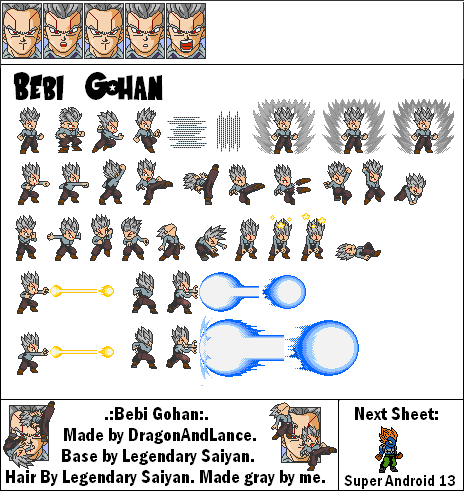 BEBI GOHAN
.:Bebi Gohan:.
Made by DragonAndLance.
Base by Legendary Saiyan.
Hair By Legendary Saiyan. Made gray by me.
Next Sheet:
Super Android 13